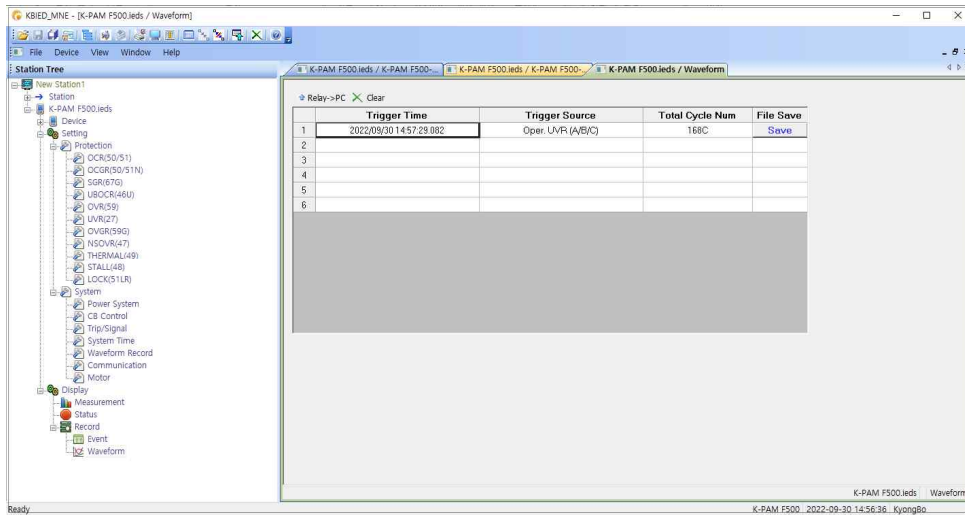 KBIED_MNE - [K-PAM F500.ieds / Waveform]
File Device View Window Help
Station Tree
New Station1
Station
K-PAM F500.ieds
Device
Setting
Protection
OCR(50/51)
OCGR(50/51N)
SGR(67G)
UBOCR(46U)
OVR(59)
UVR(27)
OVGR(59G)
NSOVR(47)
THERMAL(49)
STALL(48)
LOCK(51LR)
System
Power System
CB Control
Trip/Signal
System Time
Waveform Record
Communication
Motor
Display
Measurement
Status
Record
Event
Waveform
K-PAM F500.ieds / K-PAM F500-... K-PAM F500.ieds / K-PAM F500-... K-PAM F500.ieds / Waveform
Relay->PC Clear
Trigger Time Trigger Source Total Cycle Num File Save
1 2022/09/30 14:57:29.082 Oper. UVR (A/B/C) 168C Save
2
3
4
5
6
K-PAM F500.ieds Waveform
Ready K-PAM F500 2022-09-30 14:56:36 KyongBo